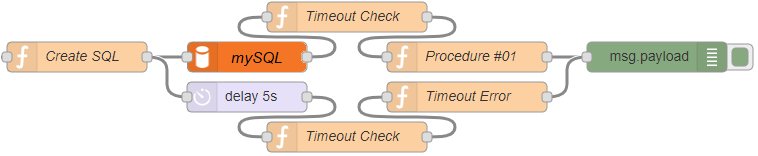 Timeout Check
Create SQL
mySQL
Procedure #01
msg.payload
delay 5s
Timeout Error
Timeout Check